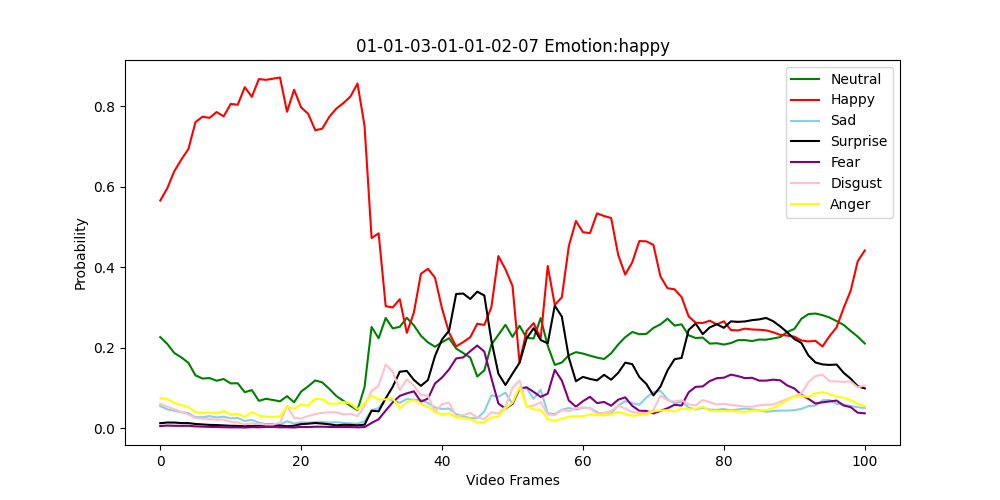 01-01-03-01-01-02-07 Emotion:happy
Probability
0.8
0.6
0.4
0.2
0.0
Neutral
Happy
Sad
Surprise
Fear
Disgust
Anger
0 20 40 60 80 100
Video Frames